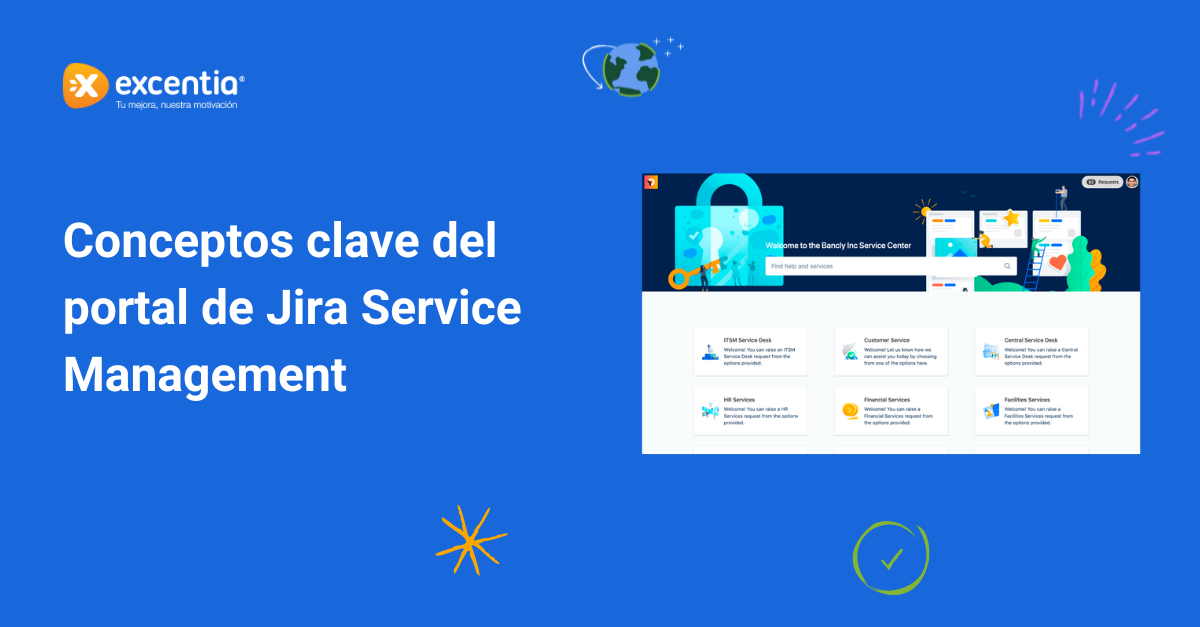 excentia®
Tu mejora, nuestra motivación
Conceptos clave del
portal de Jira Service
Management
Requests
Welcome to the Bancly Inc Service Center
Find help and services
ITSM Service Desk
Welcome! You can raise an ITSM
Service Desk request from the
options provided.
Customer Service
Welcome! Let us know how we
can assist you today by choosing
from one of the options here.
Central Service Desk
Welcome! You can raise a Central
Service Desk request from the
options provided.
HR Services
Welcome! You can raise a HR
Services request from the options
provided.
Financial Services
Welcome! You can raise a
Financial Services request from
the options provided.
Facilities Services
Welcome! You can raise a
Facilities Services request from
the options provided.